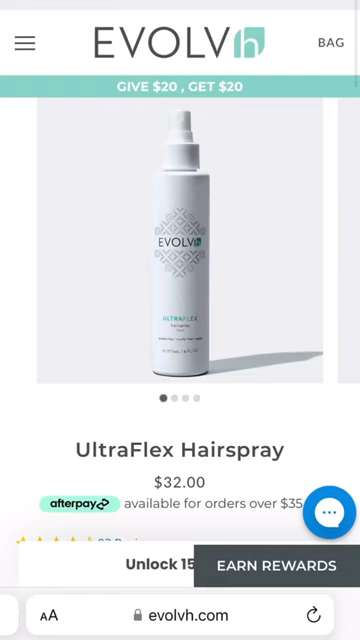 EVOLVh
BAG
GIVE $20 , GET $20
EVOLVh
ULTRAFLEX
hairspray
UltraFlex Hairspray
$32.00
afterpay available for orders over $35
Unlock 15
EARN REWARDS
AA
evolvh.com